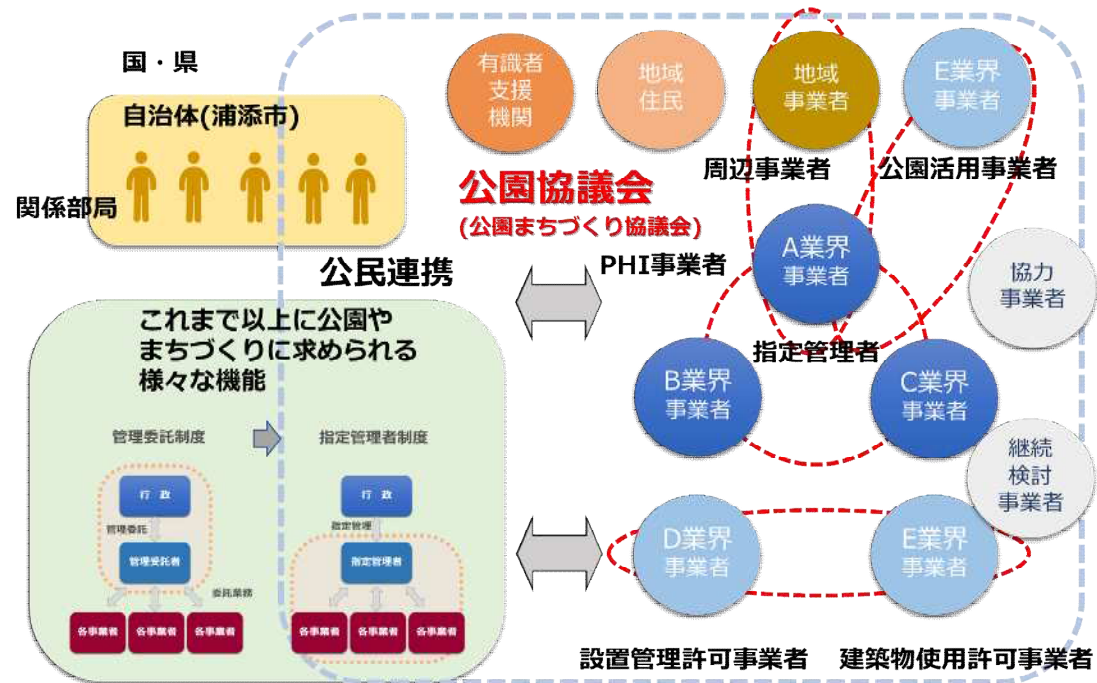 国・県
自治体(浦添市)
関係部局
有識者
支援
機関
地域
住民
地域
事業者
E業界
事業者
公園協議会
(公園まちづくり協議会)
周辺事業者
公園活用事業者
公民連携
PHI事業者
A業界
事業者
協力
事業者
指定管理者
B業界
事業者
C業界
事業者
継続
検討
事業者
D業界
事業者
E業界
事業者
設置管理許可事業者
建築物使用許可事業者
これまで以上に公園や
まちづくりに求められる
様々な機能
管理委託制度
指定管理者制度
行 政
管理委託
管理委託者
委託業務
各事業者
各事業者
各事業者
行 政
指定管理
指定管理者
各事業者
各事業者
各事業者